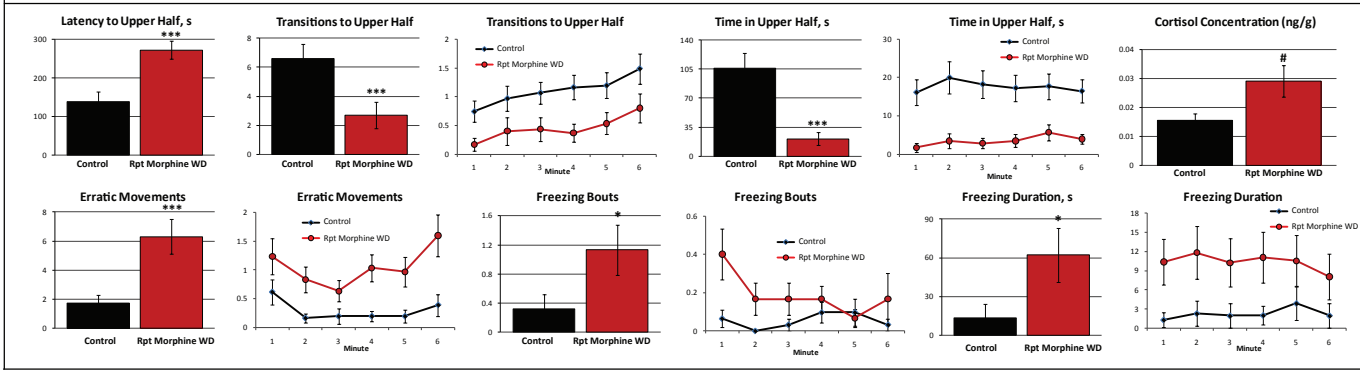 Latency to Upper Half, s
300
200
100
0
***
Control
Rpt Morphine WD
Transitions to Upper Half
8
6
4
2
0
***
Control
Rpt Morphine WD
Transitions to Upper Half
2
1.5
1
0.5
0
Control
Rpt Morphine WD
1 2 3 4 5 6
Minute
Time in Upper Half, s
140
105
70
35
0
***
Control
Rpt Morphine WD
Time in Upper Half, s
30
20
10
0
Control
Rpt Morphine WD
1 2 3 4 5 6
Minute
Cortisol Concentration (ng/g)
0.04
0.03
0.02
0.01
0
#
Control
Rpt Morphine WD
Erratic Movements
8
6
4
2
0
***
Control
Rpt Morphine WD
Erratic Movements
2
1.5
1
0.5
0
Control
Rpt Morphine WD
1 2 3 4 5 6
Minute
Freezing Bouts
1.6
1.2
0.8
0.4
0
*
Control
Rpt Morphine WD
Freezing Bouts
0.6
0.4
0.2
0
Control
Rpt Morphine WD
1 2 3 4 5 6
Minute
Freezing Duration, s
90
60
30
0
*
Control
Rpt Morphine WD
Freezing Duration
18
15
12
9
6
3
0
Control
Rpt Morphine WD
1 2 3 4 5 6
Minute